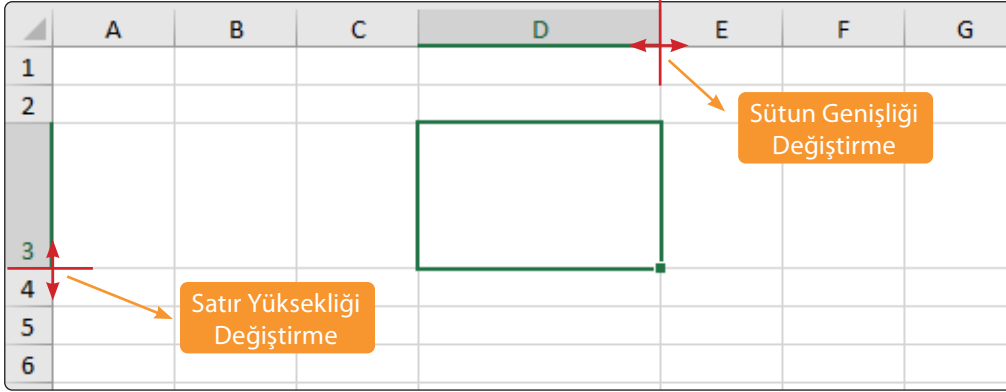 A B C D E F G
1
2
Sütun Genişliği
Değiştirme
3
4
Satır Yüksekliği
Değiştirme
5
6